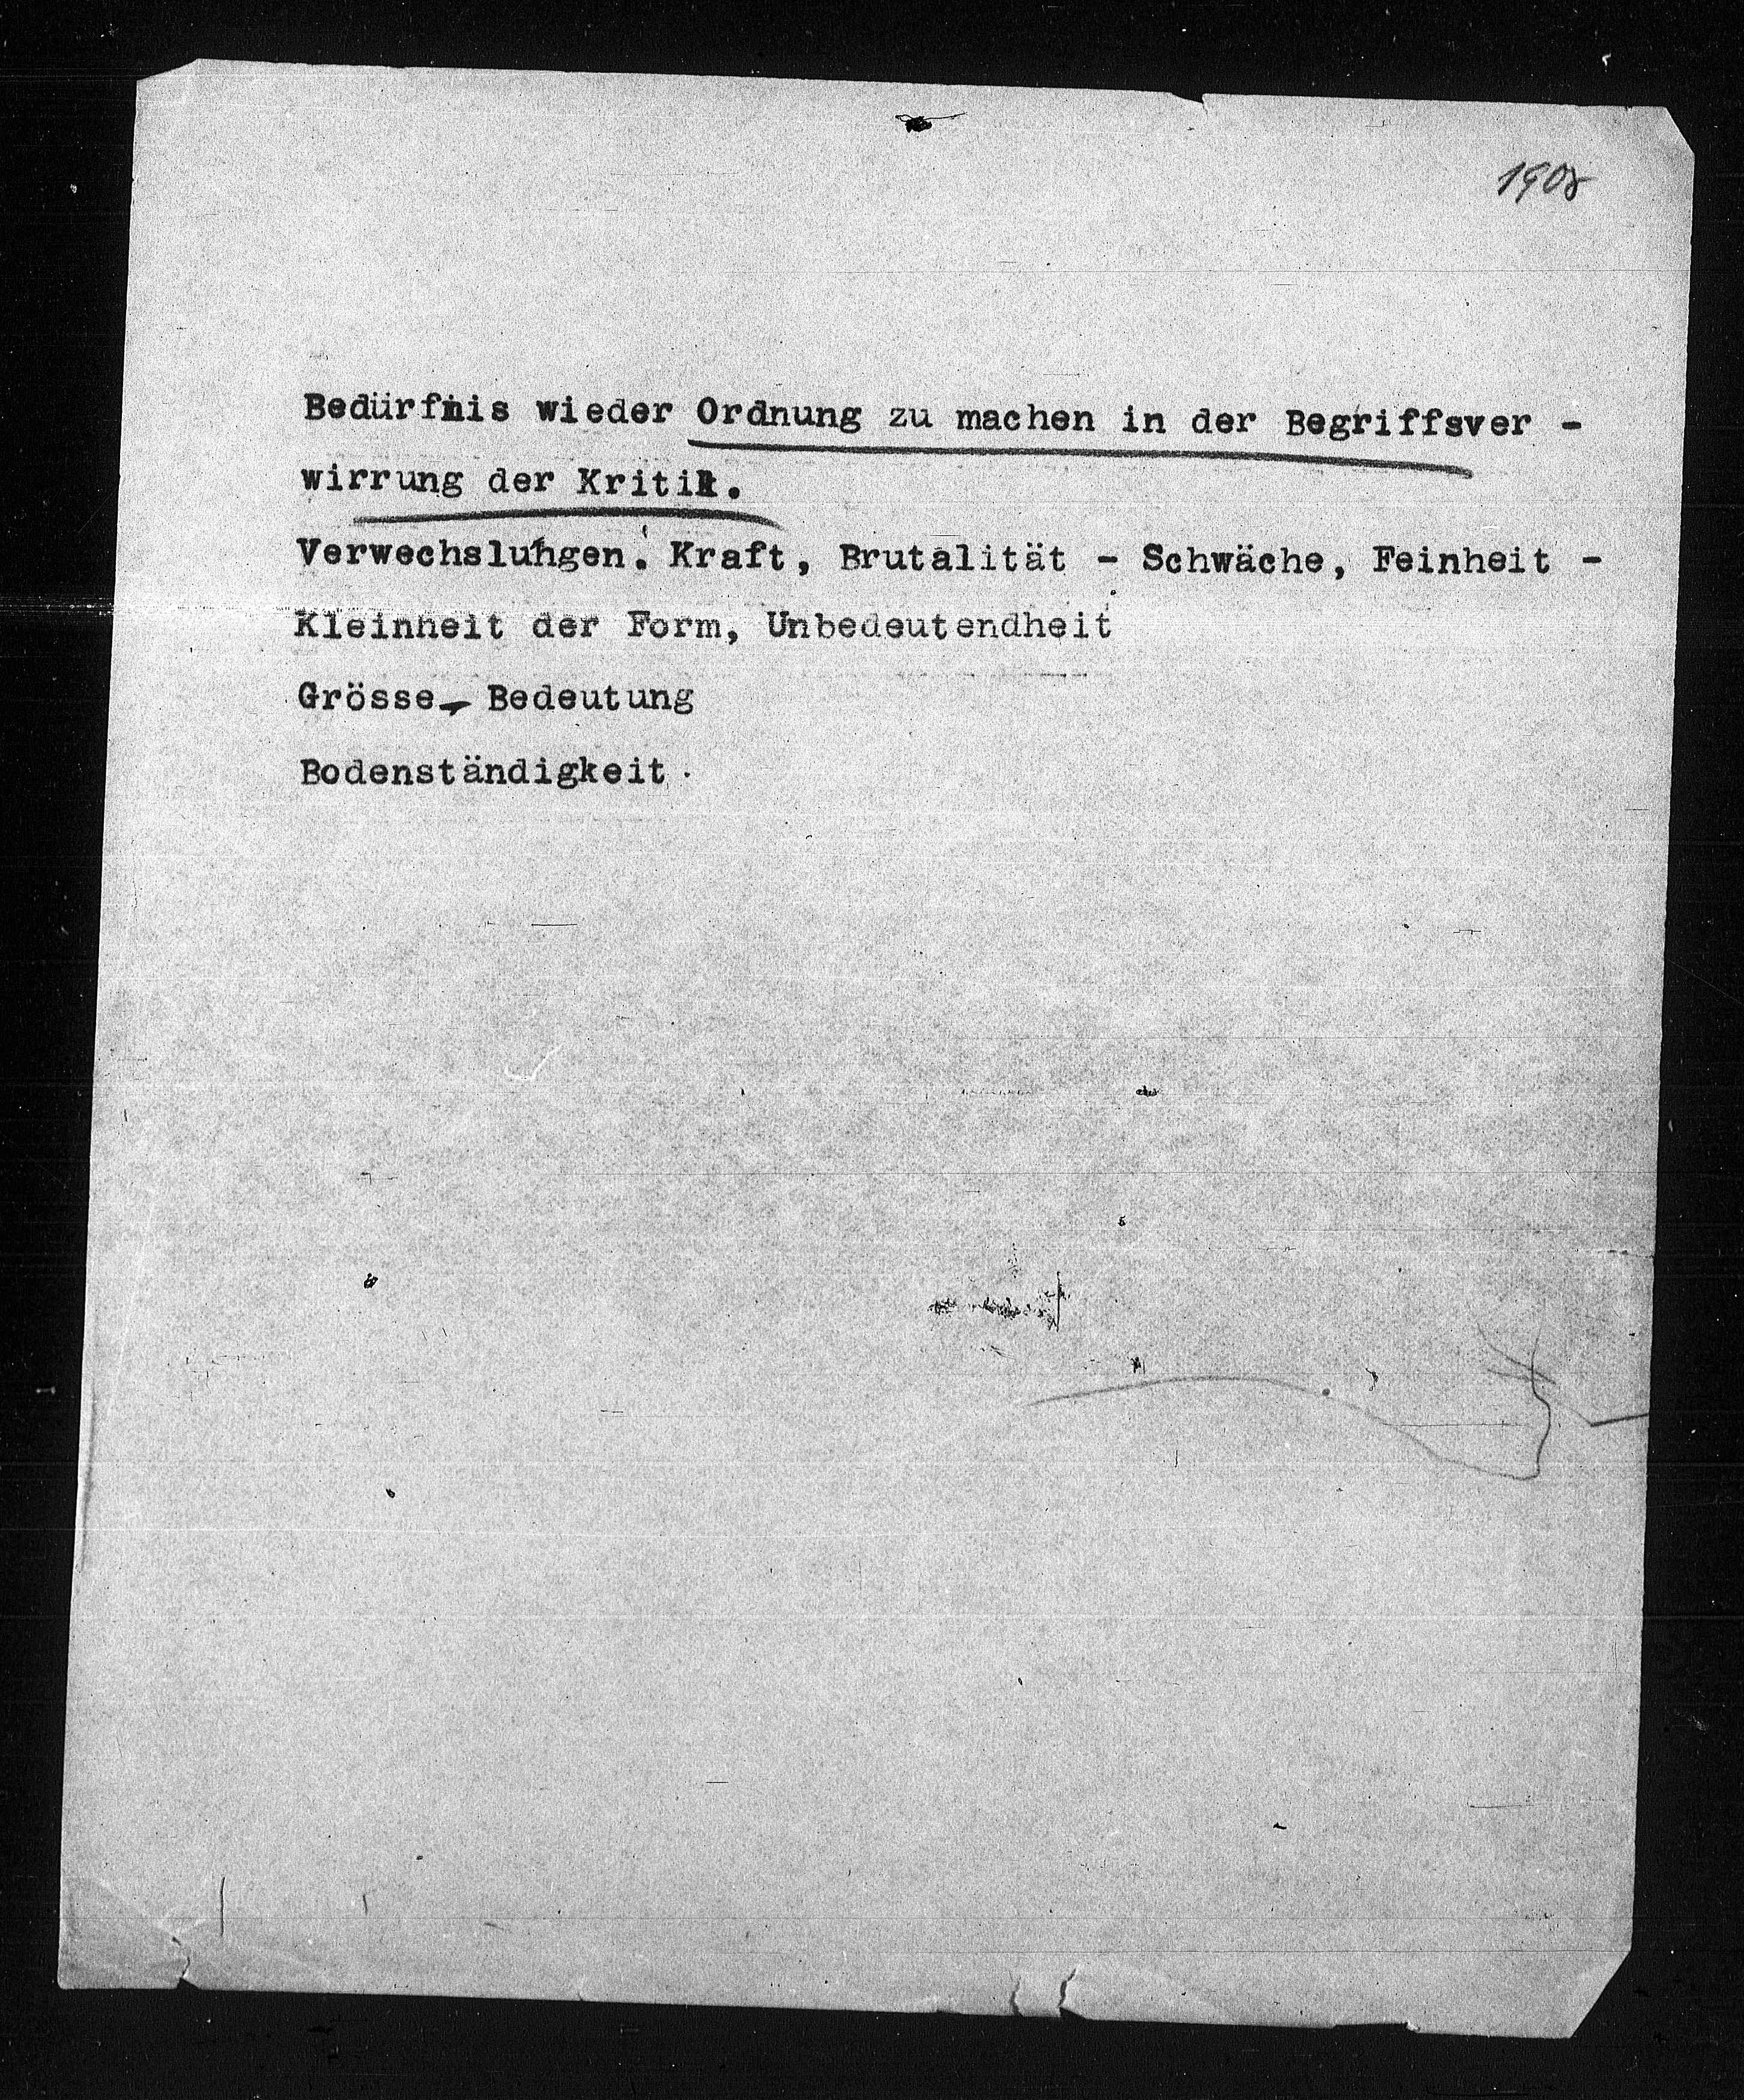 1908
Bedürfnis wieder Ordnung zu machen in der Begriffsver -
wirrung der Kritik.
Verwechslungen: Kraft, Brutalität - Schwäche, Feinheit -
Kleinheit der Form, Unbedeutendheit
Grösse - Bedeutung
Bodenständigkeit.